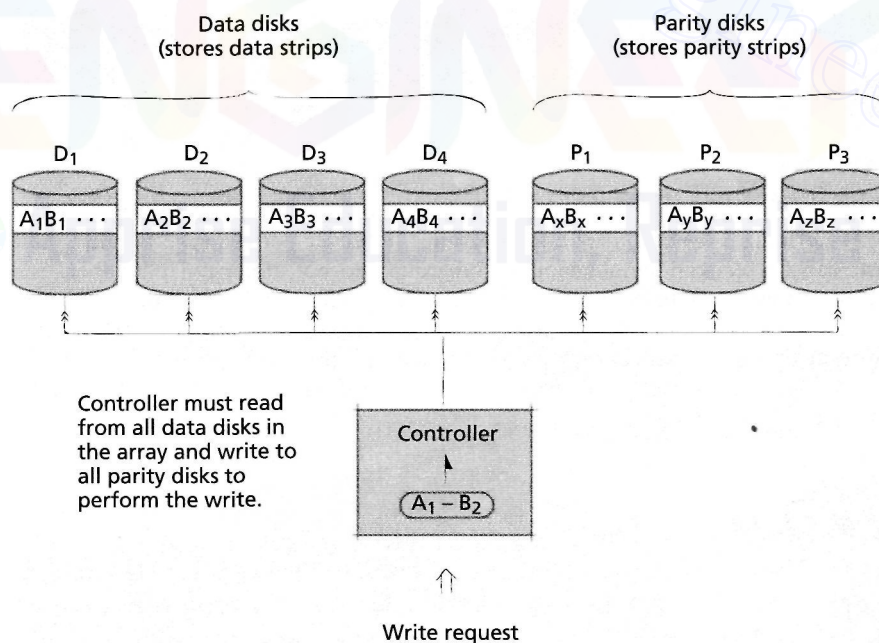 Data disks
(stores data strips)
Parity disks
(stores parity strips)
D₁ D₂ D₃ D₄ P₁ P₂ P₃
A₁B₁ ··· A₂B₂ ··· A₃B₃ ··· A₄B₄ ··· AₓBₓ ··· A_yB_y ··· A_zB_z ···
Controller must read
from all data disks in
the array and write to
all parity disks to
perform the write.
Controller
A₁ – B₂
Write request